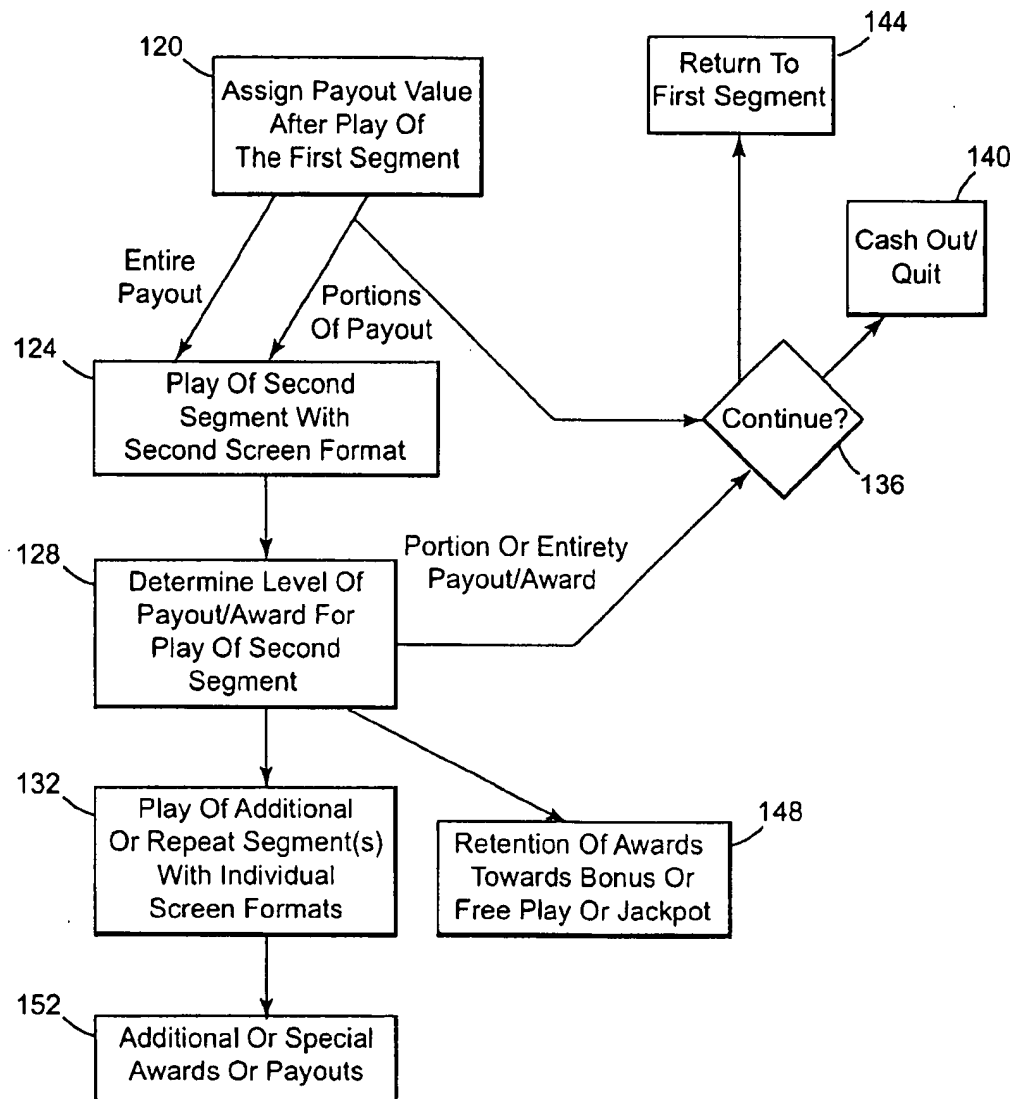 120
Assign Payout Value
After Play Of
The First Segment
144
Return To
First Segment
140
Cash Out/
Quit
Entire
Payout
Portions
Of Payout
124
Play Of Second
Segment With
Second Screen Format
Continue?
136
128
Determine Level Of
Payout/Award For
Play Of Second
Segment
Portion Or Entirety
Payout/Award
132
Play Of Additional
Or Repeat Segment(s)
With Individual
Screen Formats
148
Retention Of Awards
Towards Bonus Or
Free Play Or Jackpot
152
Additional Or Special
Awards Or Payouts